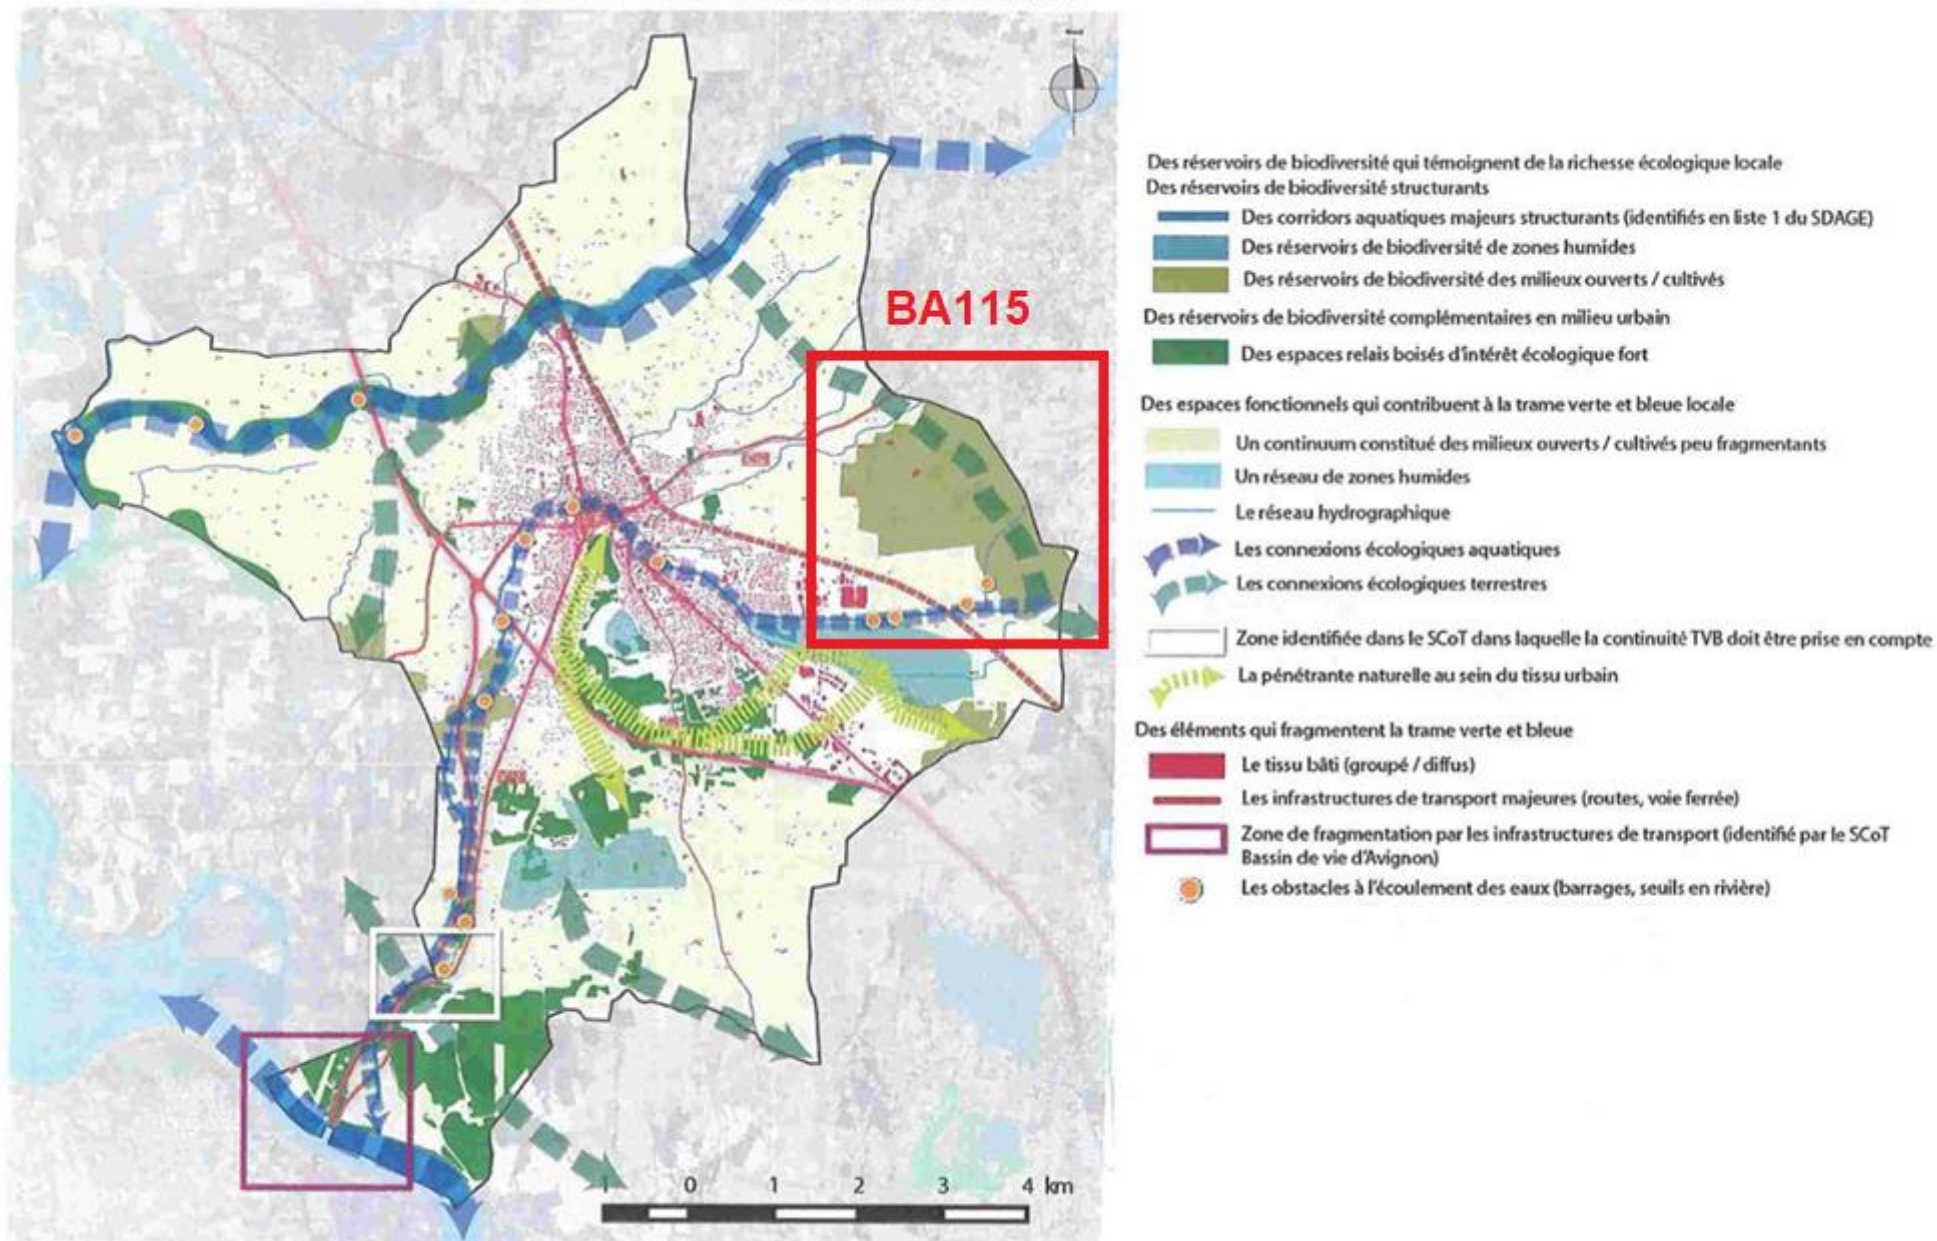 Nord
BA115
1 0 1 2 3 4 km
Des réservoirs de biodiversité qui témoignent de la richesse écologique locale
Des réservoirs de biodiversité structurants
Des corridors aquatiques majeurs structurants (identifiés en liste 1 du SDAGE)
Des réservoirs de biodiversité de zones humides
Des réservoirs de biodiversité des milieux ouverts / cultivés
Des réservoirs de biodiversité complémentaires en milieu urbain
Des espaces relais boisés d'intérêt écologique fort
Des espaces fonctionnels qui contribuent à la trame verte et bleue locale
Un continuum constitué des milieux ouverts / cultivés peu fragmentants
Un réseau de zones humides
Le réseau hydrographique
Les connexions écologiques aquatiques
Les connexions écologiques terrestres
Zone identifiée dans le SCoT dans laquelle la continuité TVB doit être prise en compte
La pénétrante naturelle au sein du tissu urbain
Des éléments qui fragmentent la trame verte et bleue
Le tissu bâti (groupé / diffus)
Les infrastructures de transport majeures (routes, voie ferrée)
Zone de fragmentation par les infrastructures de transport (identifié par le SCoT
Bassin de vie d'Avignon)
Les obstacles à l'écoulement des eaux (barrages, seuils en rivière)